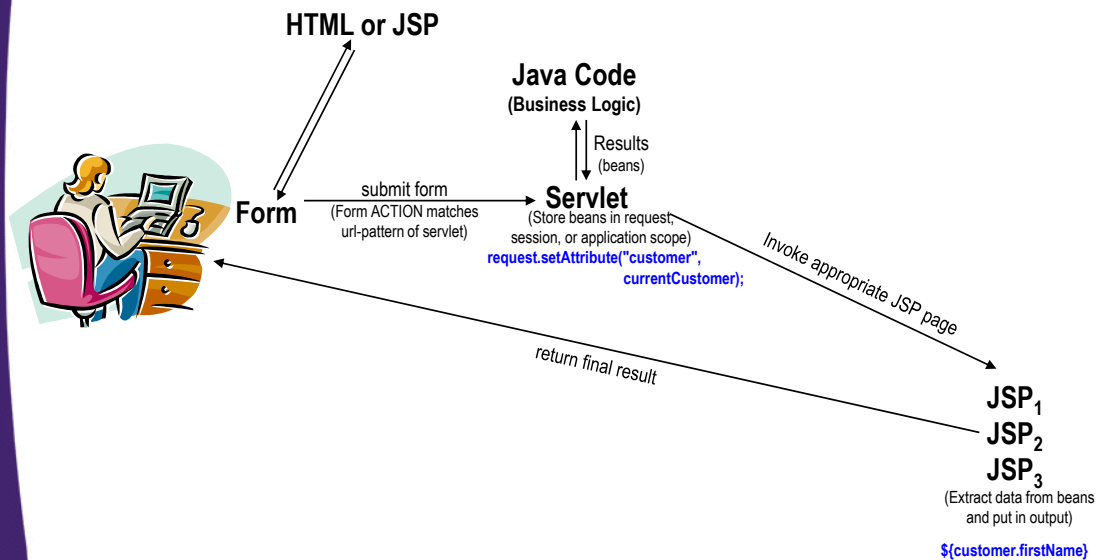 HTML or JSP
Java Code
(Business Logic)
Results
(beans)
Form
submit form
(Form ACTION matches
url-pattern of servlet)
Servlet
(Store beans in request,
session, or application scope)
request.setAttribute("customer",
currentCustomer);
Invoke appropriate JSP page
return final result
JSP₁
JSP₂
JSP₃
(Extract data from beans
and put in output)
${customer.firstName}